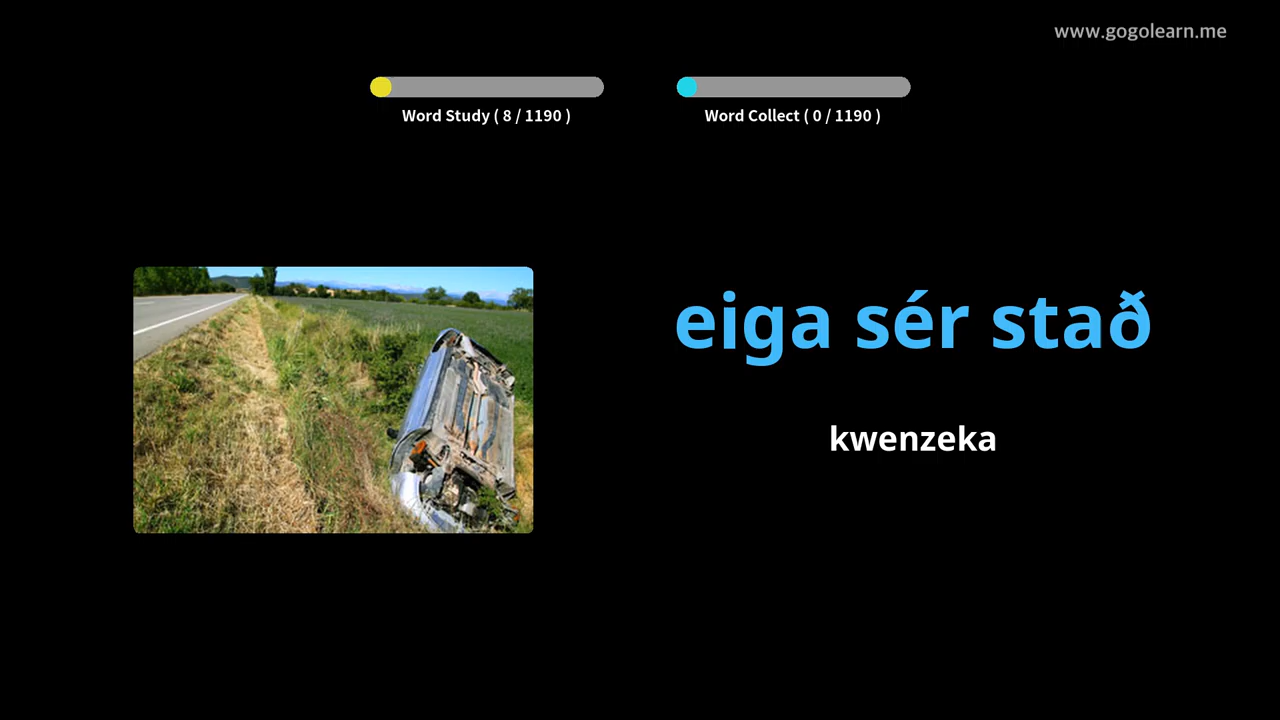 www.gogolearn.me
Word Study ( 8 / 1190 )
Word Collect ( 0 / 1190 )
eiga sér stað
kwenzeka